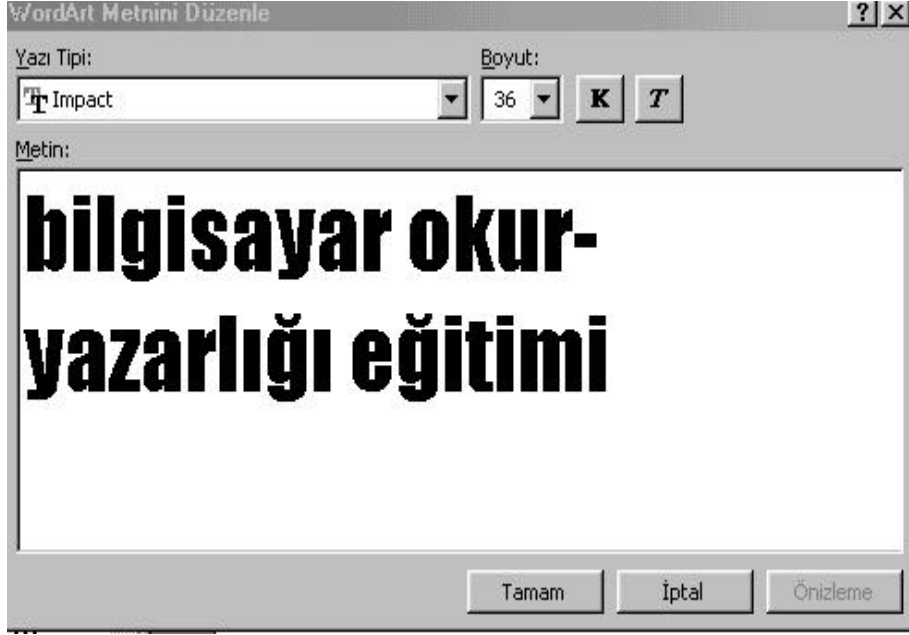 WordArt Metnini Düzenle ? ×
Yazı Tipi: Boyut:
Impact 36 K T
Metin:
bilgisayar okur-
yazarlığı eğitimi
Tamam İptal Önizleme